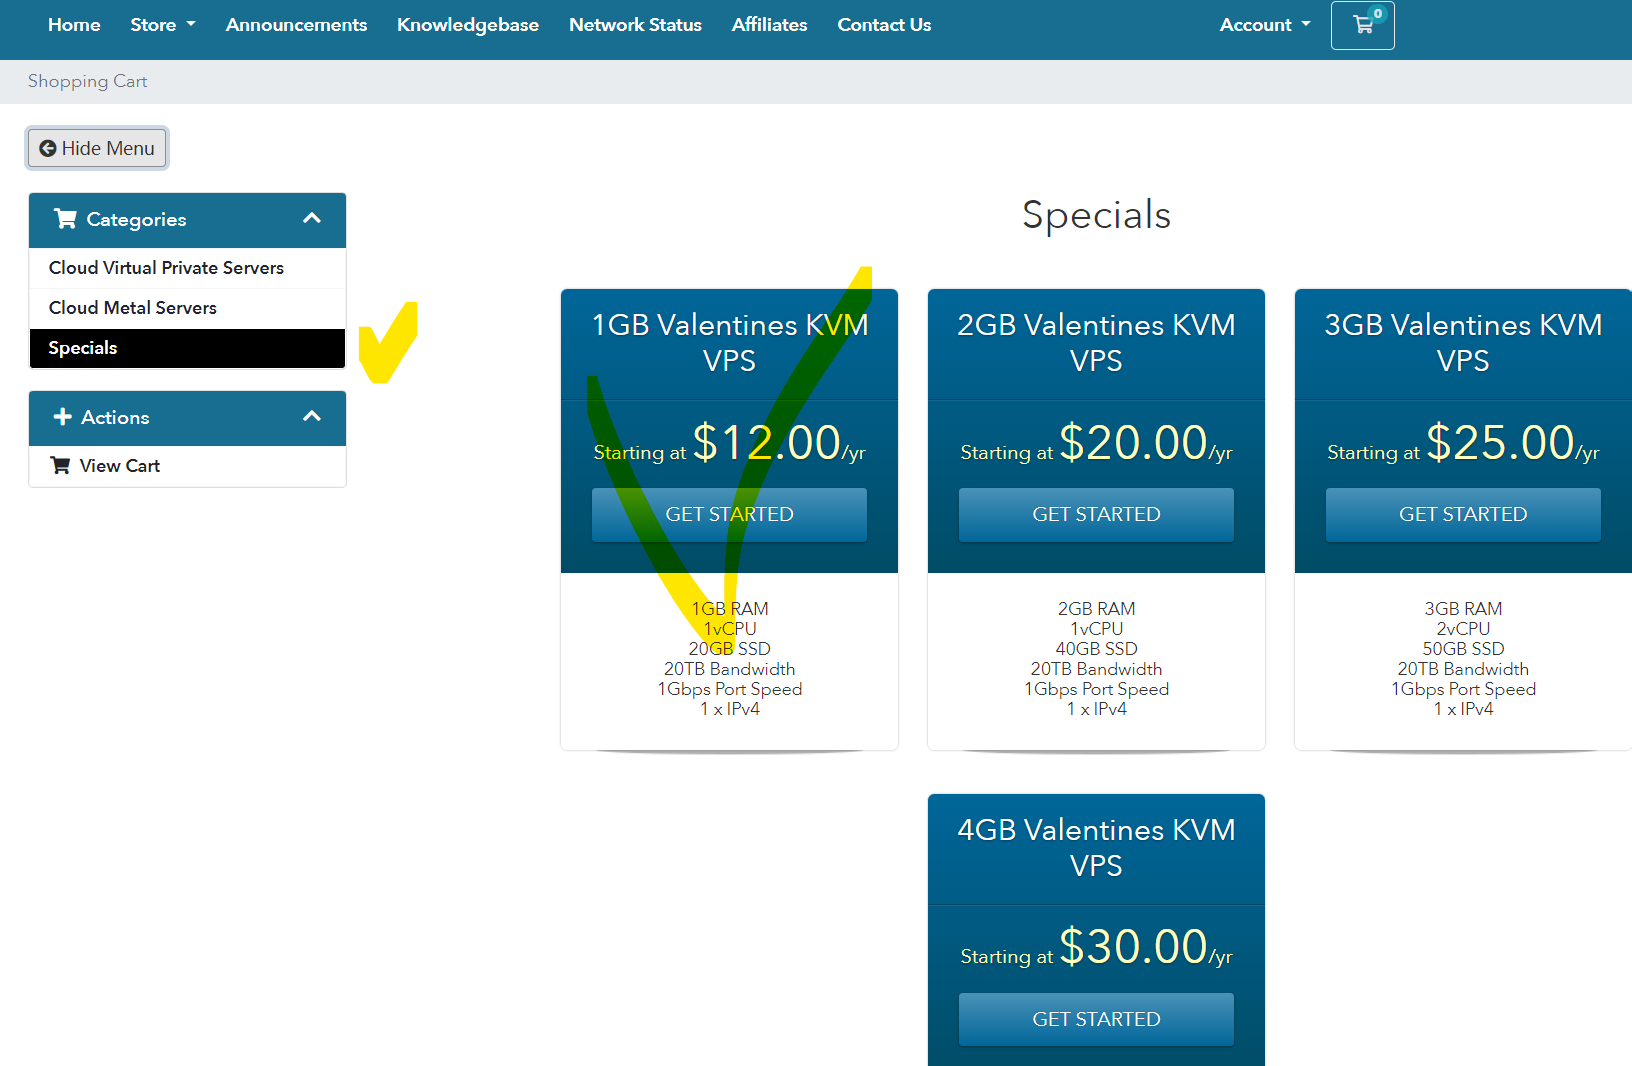 Home Store Announcements Knowledgebase Network Status Affiliates Contact Us Account 0
Shopping Cart
Hide Menu
Categories
Cloud Virtual Private Servers
Cloud Metal Servers
Specials
Actions
View Cart
Specials
1GB Valentines KVM
VPS
Starting at $12.00/yr
GET STARTED
1GB RAM
1vCPU
20GB SSD
20TB Bandwidth
1Gbps Port Speed
1 x IPv4
2GB Valentines KVM
VPS
Starting at $20.00/yr
GET STARTED
2GB RAM
1vCPU
40GB SSD
20TB Bandwidth
1Gbps Port Speed
1 x IPv4
3GB Valentines KVM
VPS
Starting at $25.00/yr
GET STARTED
3GB RAM
2vCPU
50GB SSD
20TB Bandwidth
1Gbps Port Speed
1 x IPv4
4GB Valentines KVM
VPS
Starting at $30.00/yr
GET STARTED